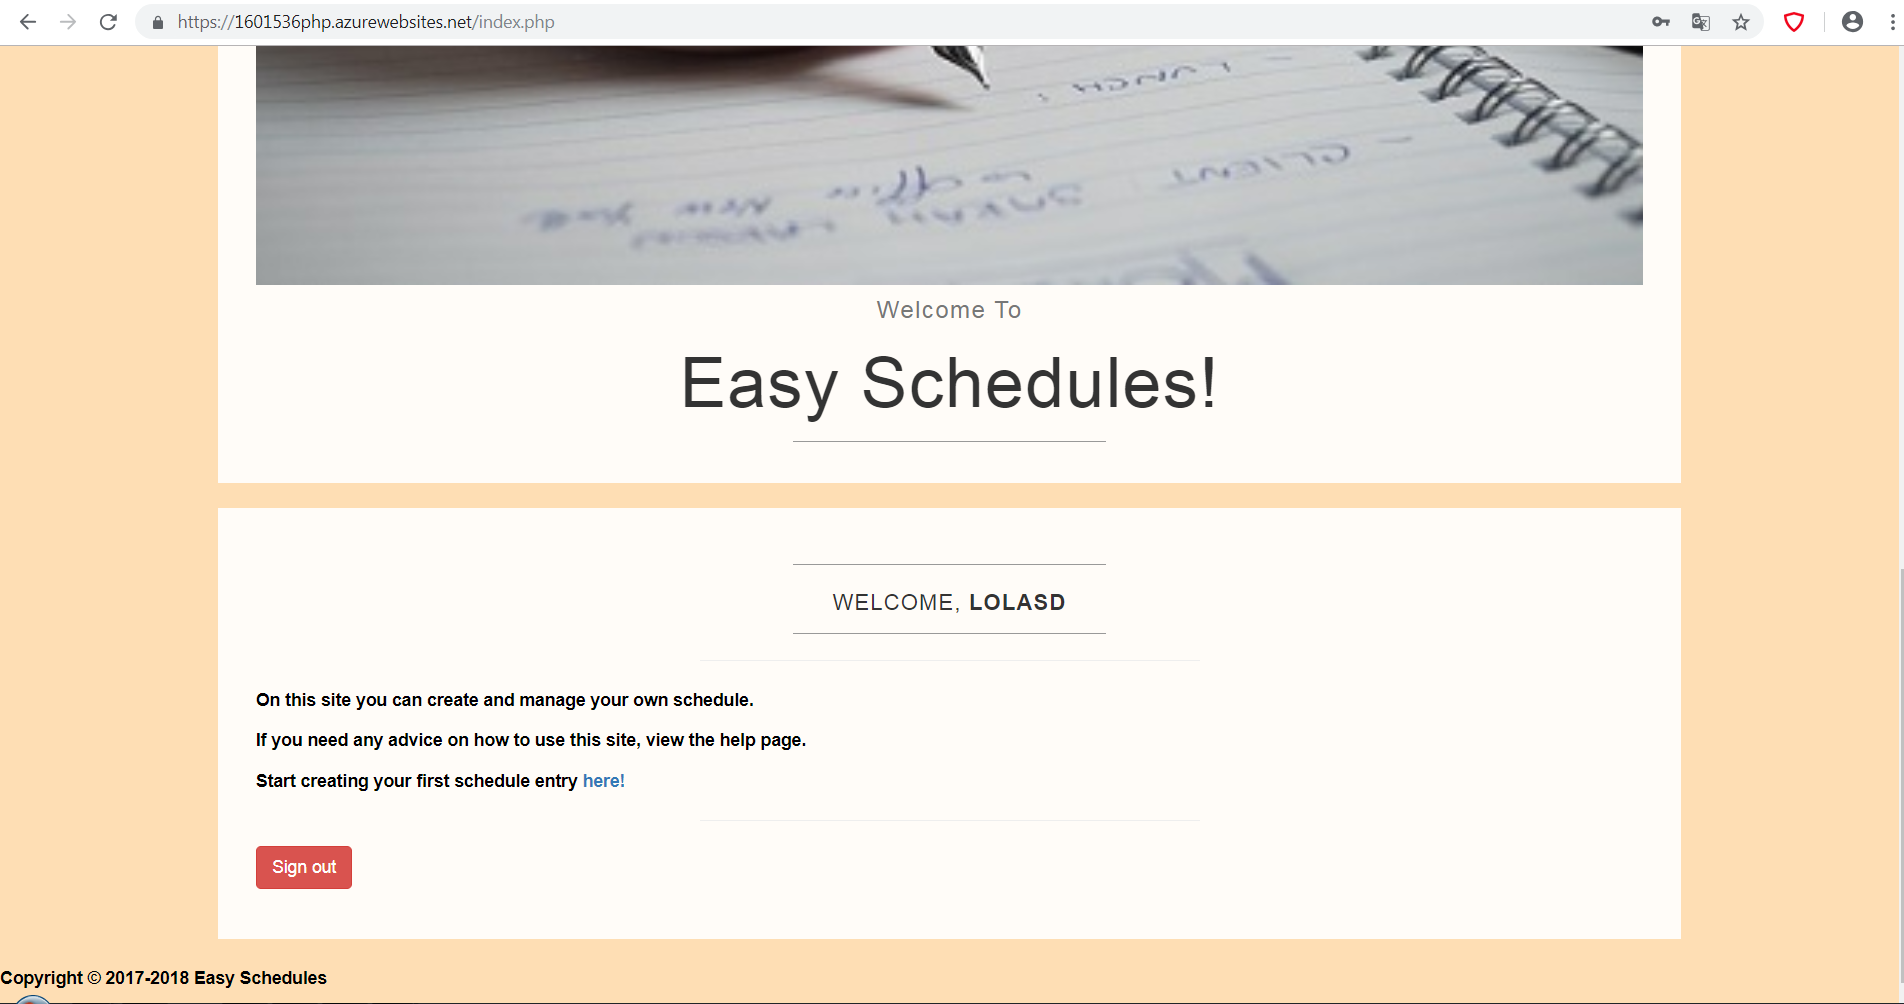 https://1601536php.azurewebsites.net/index.php
- LUNCH :
- CLIENT :
Welcome To
Easy Schedules!
WELCOME, LOLASD
On this site you can create and manage your own schedule.
If you need any advice on how to use this site, view the help page.
Start creating your first schedule entry here!
Sign out
Copyright © 2017-2018 Easy Schedules